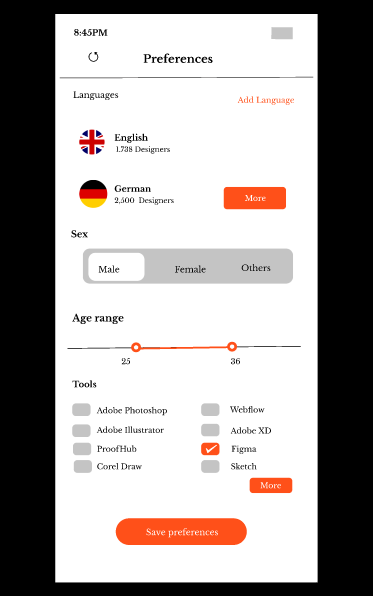 8:45PM
Preferences
Languages
Add Language
English
1,738 Designers
German
2,500 Designers
More
Sex
Male Female Others
Age range
25 36
Tools
Adobe Photoshop Webflow
Adobe Illustrator Adobe XD
ProofHub Figma
Corel Draw Sketch
More
Save preferences